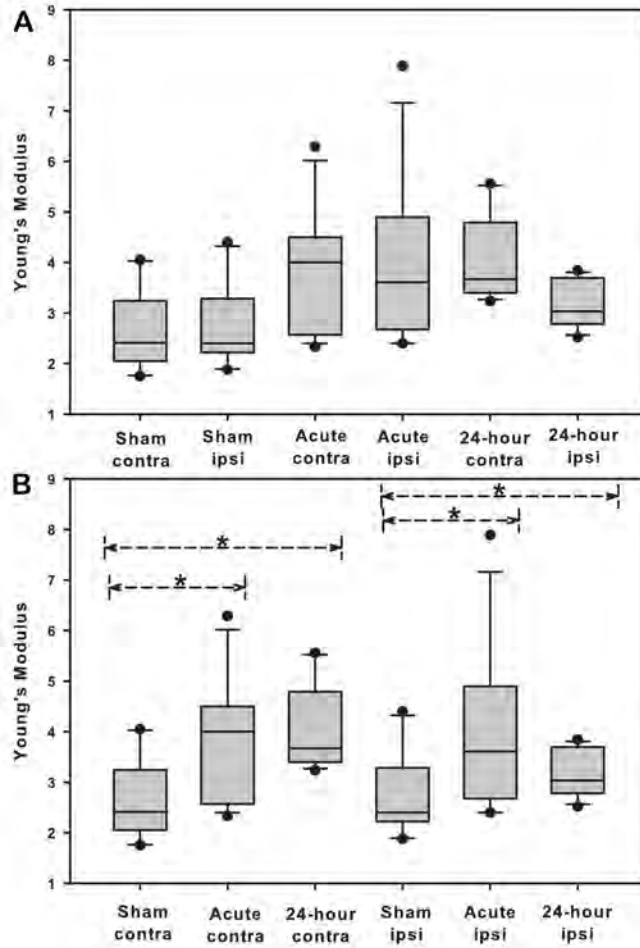 A
9
8
7
6
5
4
3
2
1
Young's Modulus
Sham Sham Acute Acute 24-hour 24-hour
contra ipsi contra ipsi contra ipsi
B
9
8
7
6
5
4
3
2
1
Young's Modulus
*
*
*
*
Sham Acute 24-hour Sham Acute 24-hour
contra contra contra ipsi ipsi ipsi